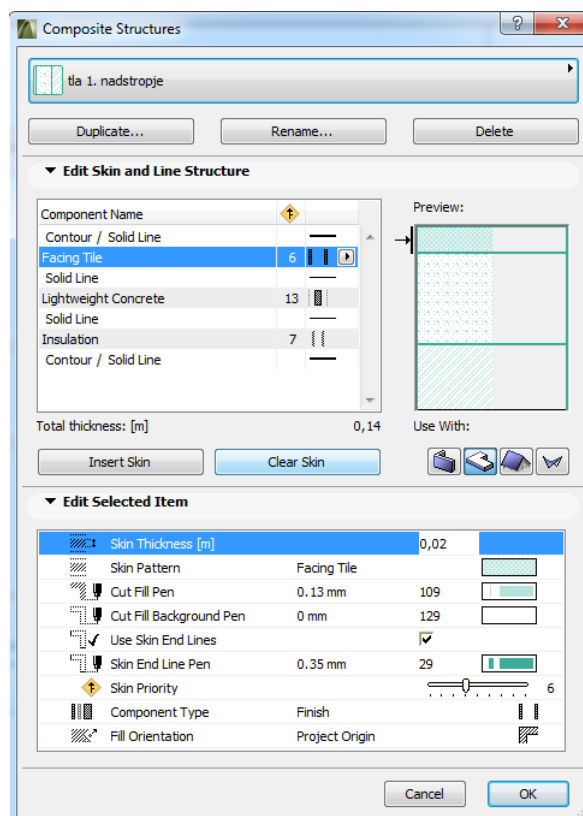 Composite Structures
tla 1. nadstropje
Duplicate... Rename... Delete
Edit Skin and Line Structure
Component Name
Preview:
Contour / Solid Line
Facing Tile 6
Solid Line
Lightweight Concrete 13
Solid Line
Insulation 7
Contour / Solid Line
Total thickness: [m] 0,14 Use With:
Insert Skin Clear Skin
Edit Selected Item
Skin Thickness [m] 0,02
Skin Pattern Facing Tile
Cut Fill Pen 0.13 mm 109
Cut Fill Background Pen 0 mm 129
Use Skin End Lines
Skin End Line Pen 0.35 mm 29
Skin Priority 6
Component Type Finish
Fill Orientation Project Origin
Cancel OK